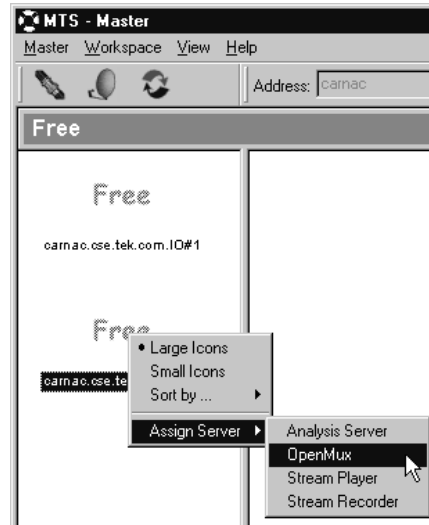 MTS - Master
Master Workspace View Help
Address: carnac
Free
Free
carnac.cse.tek.com.IO#1
Free
carnac.cse.te
• Large Icons
Small Icons
Sort by ...
Assign Server
Analysis Server
OpenMux
Stream Player
Stream Recorder